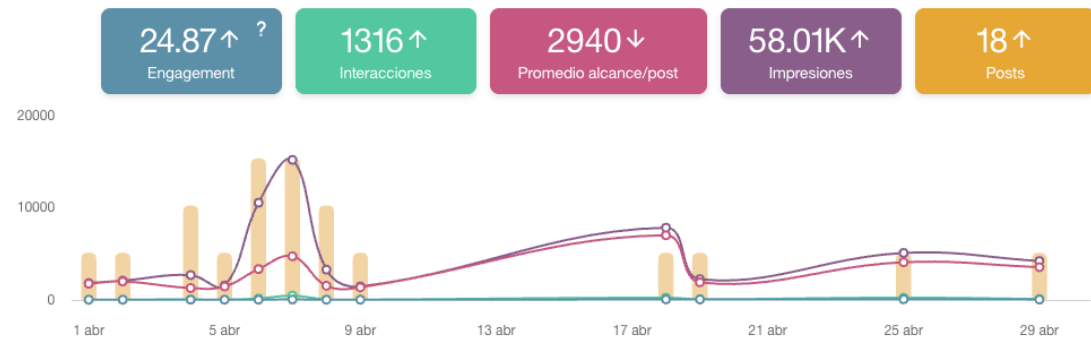 24.87↑ ?
Engagement
1316↑
Interacciones
2940↓
Promedio alcance/post
58.01K↑
Impresiones
18↑
Posts
20000
10000
0
1 abr 5 abr 9 abr 13 abr 17 abr 21 abr 25 abr 29 abr